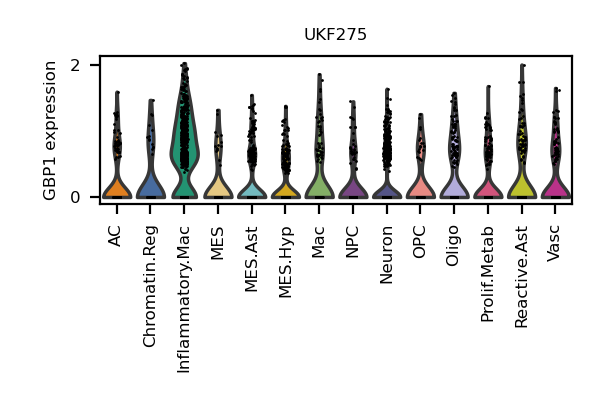 UKF275
GBP1 expression
2
0
AC
Chromatin.Reg
Inflammatory.Mac
MES
MES.Ast
MES.Hyp
Mac
NPC
Neuron
OPC
Oligo
Prolif.Metab
Reactive.Ast
Vasc